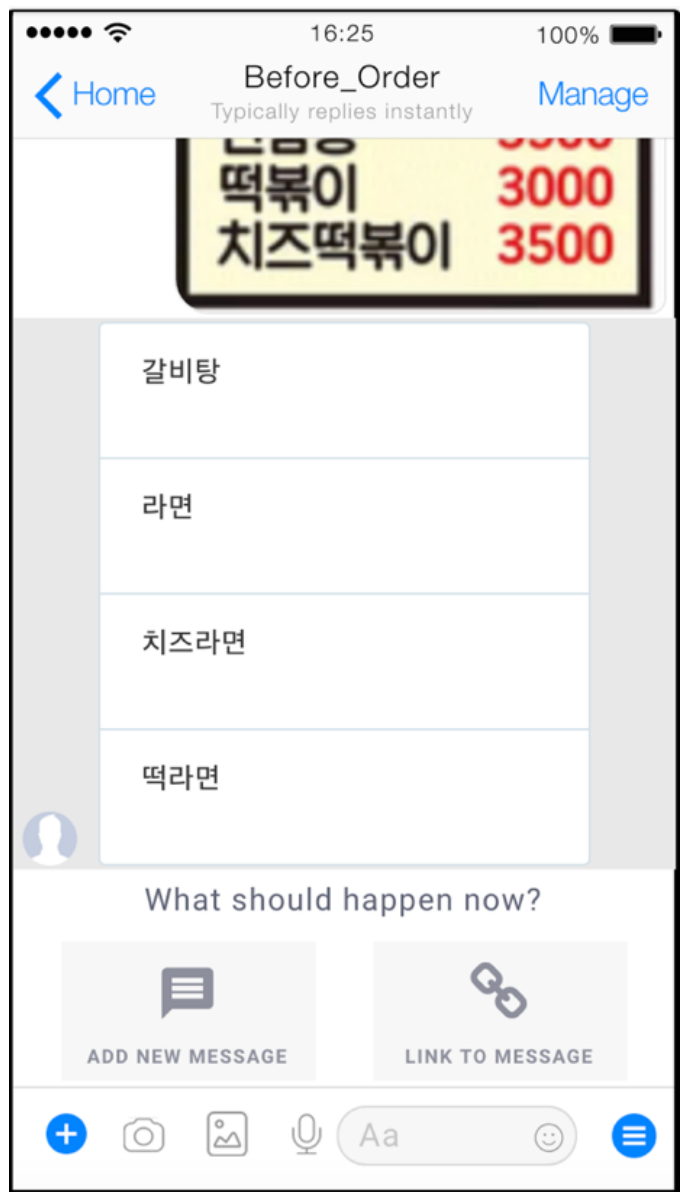 16:25
100%
Home
Before_Order
Manage
Typically replies instantly
떡볶이 3000
치즈떡볶이 3500
갈비탕
라면
치즈라면
떡라면
What should happen now?
ADD NEW MESSAGE
LINK TO MESSAGE
Aa